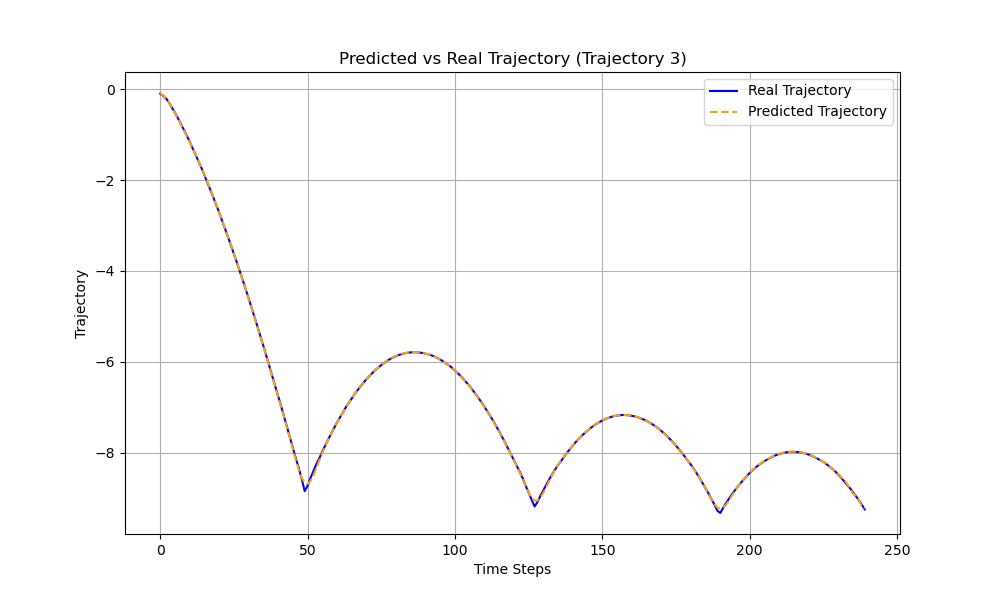 Predicted vs Real Trajectory (Trajectory 3)
Real Trajectory
Predicted Trajectory
Trajectory
0
−2
−4
−6
−8
0 50 100 150 200 250
Time Steps